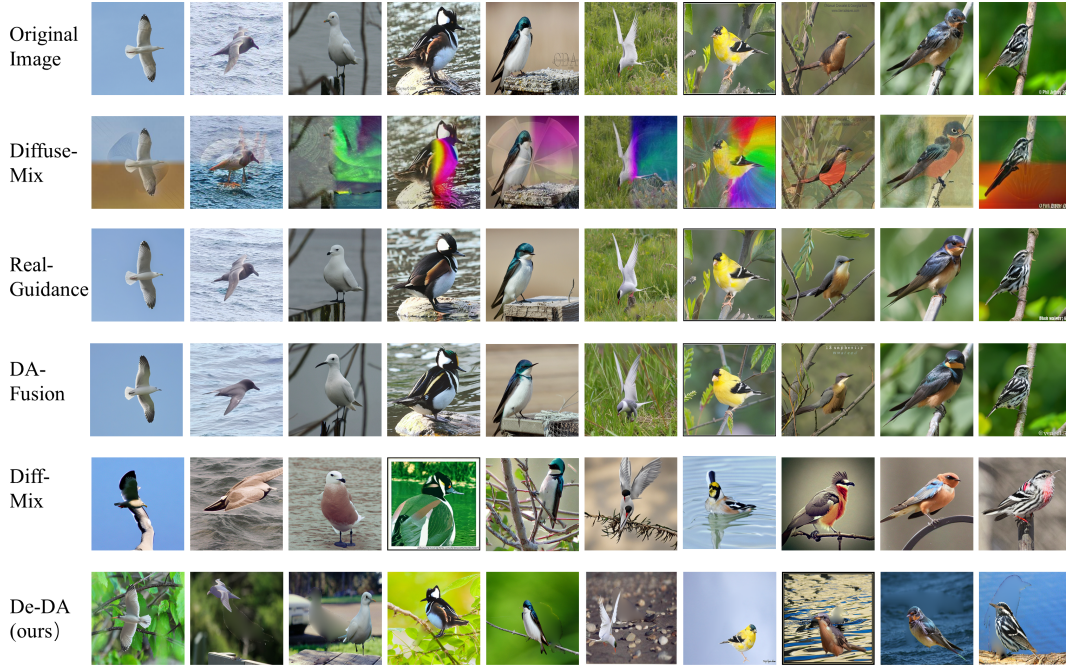 Original
Image
Diffuse-
Mix
Real-
Guidance
DA-
Fusion
Diff-
Mix
De-DA
(ours)